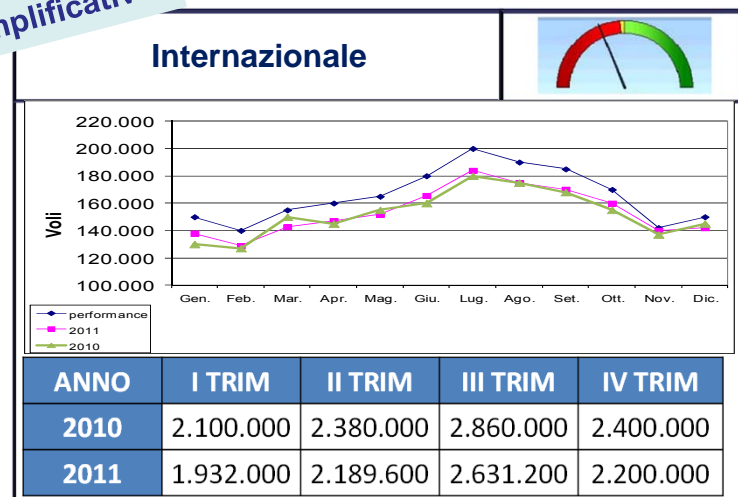 Internazionale
220.000
200.000
180.000
160.000
140.000
120.000
100.000
Voli
Gen. Feb. Mar. Apr. Mag. Giu. Lug. Ago. Set. Ott. Nov. Dic.
performance
2011
2010
ANNO I TRIM II TRIM III TRIM IV TRIM
2010 2.100.000 2.380.000 2.860.000 2.400.000
2011 1.932.000 2.189.600 2.631.200 2.200.000